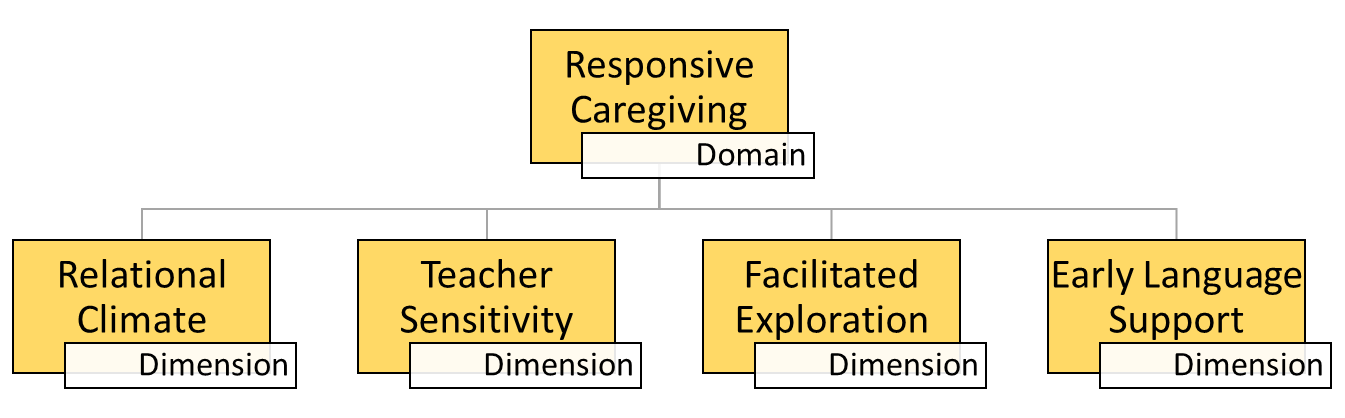 Responsive
Caregiving
Domain
Relational
Climate
Dimension
Teacher
Sensitivity
Dimension
Facilitated
Exploration
Dimension
Early Language
Support
Dimension